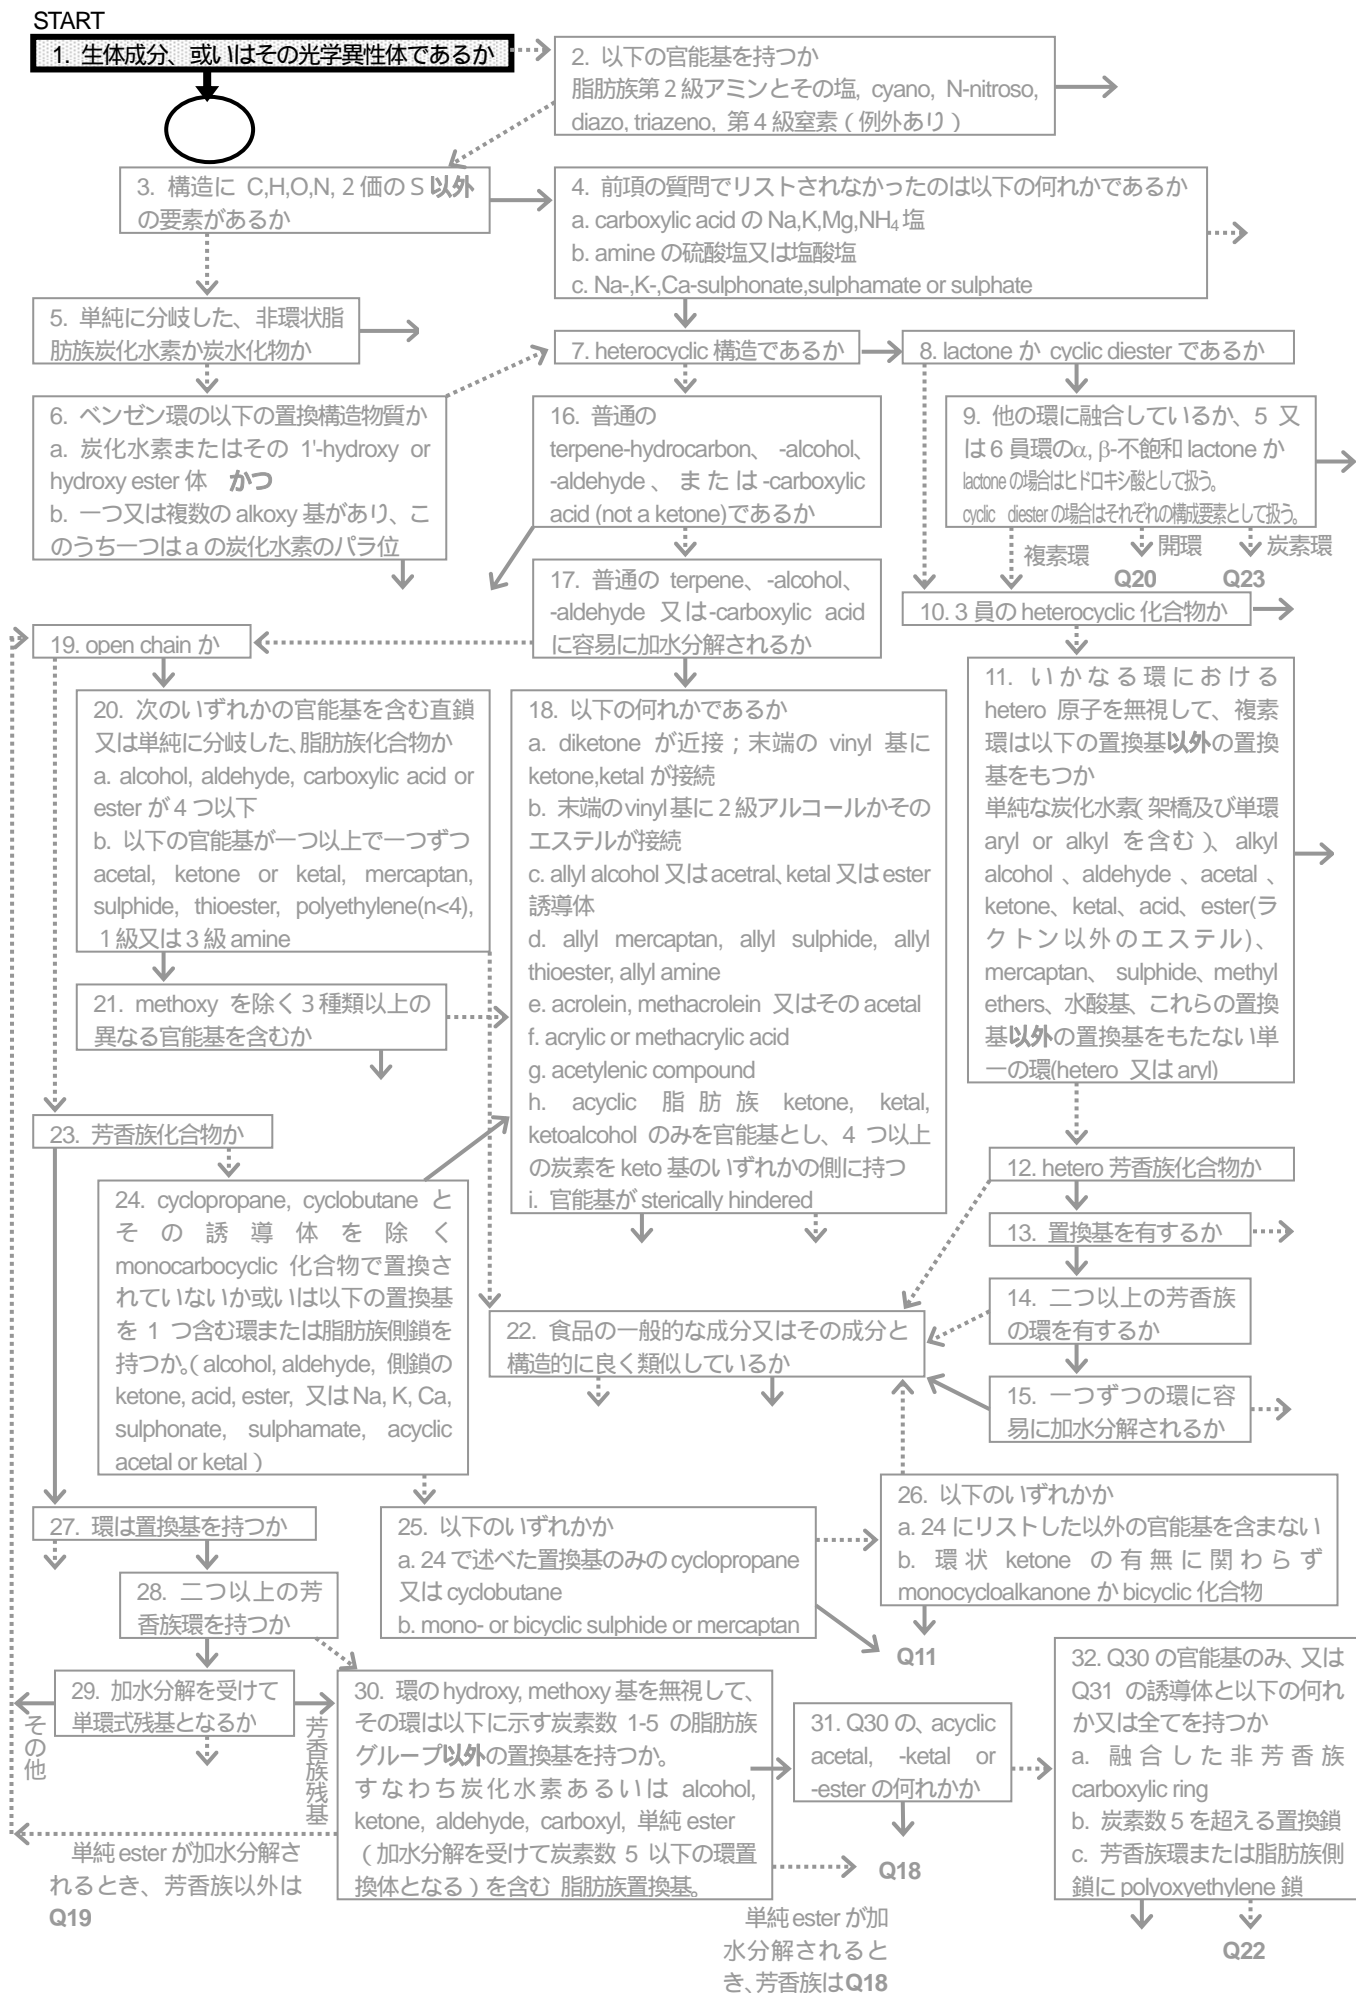 START
1. 生体成分、或いはその光学異性体であるか
2. 以下の官能基を持つか
脂肪族第2級アミンとその塩, cyano, N-nitroso,
diazo, triazeno, 第4級窒素(例外あり)
3. 構造に C,H,O,N, 2価のS以外
の要素があるか
4. 前項の質問でリストされなかったのは以下の何れかであるか
a. carboxylic acid の Na,K,Mg,NH₄塩
b. amine の硫酸塩又は塩酸塩
c. Na-,K-,Ca-sulphonate,sulphamate or sulphate
5. 単純に分岐した、非環状脂
肪族炭化水素か炭水化物か
7. heterocyclic 構造であるか
8. lactone か cyclic diester であるか
6. ベンゼン環の以下の置換構造物質か
a. 炭化水素またはその 1'-hydroxy or
hydroxy ester 体 かつ
b. 一つ又は複数の alkoxy 基があり、こ
のうち一つは a の炭化水素のパラ位
16. 普通の
terpene-hydrocarbon、 -alcohol、
-aldehyde 、または-carboxylic
acid (not a ketone)であるか
9. 他の環に融合しているか、5 又
は 6 員環のα, β-不飽和 lactone か
lactone の場合はヒドロキシ酸として扱う。
cyclic diester の場合はそれぞれの構成要素として扱う。
複素環
開環
炭素環
Q20
Q23
17. 普通の terpene、-alcohol、
-aldehyde 又は-carboxylic acid
に容易に加水分解されるか
10. 3 員の heterocyclic 化合物か
19. open chain か
20. 次のいずれかの官能基を含む直鎖
又は単純に分岐した、脂肪族化合物か
a. alcohol, aldehyde, carboxylic acid or
ester が 4 つ以下
b. 以下の官能基が一つ以上で一つずつ
acetal, ketone or ketal, mercaptan,
sulphide, thioester, polyethylene(n<4),
1 級又は 3 級 amine
18. 以下の何れかであるか
a. diketone が近接;末端の vinyl 基に
ketone,ketal が接続
b. 末端の vinyl 基に 2 級アルコールかその
エステルが接続
c. allyl alcohol 又は acetral, ketal 又は ester
誘導体
d. allyl mercaptan, allyl sulphide, allyl
thioester, allyl amine
e. acrolein, methacrolein 又はその acetal
f. acrylic or methacrylic acid
g. acetylenic compound
h. acyclic 脂肪族 ketone, ketal,
ketoalcohol のみを官能基とし、4 つ以上
の炭素を keto 基のいずれかの側に持つ
i. 官能基が sterically hindered
11. いかなる環における
hetero 原子を無視して、複素
環は以下の置換基以外の置換
基をもつか
単純な炭化水素(架橋及び単環
aryl or alkyl を含む)、alkyl
alcohol 、aldehyde 、acetal 、
ketone、ketal、acid、ester(ラ
クトン以外のエステル)、
mercaptan、 sulphide、methyl
ethers、水酸基、これらの置換
基以外の置換基をもたない単
一の環(hetero 又は aryl)
21. methoxy を除く 3 種類以上の
異なる官能基を含むか
23. 芳香族化合物か
24. cyclopropane, cyclobutane と
その誘導体を除く
monocarbocyclic 化合物で置換さ
れていないか或いは以下の置換基
を 1 つ含む環または脂肪族側鎖を
持つか。(alcohol, aldehyde, 側鎖の
ketone, acid, ester, 又は Na, K, Ca,
sulphonate, sulphamate, acyclic
acetal or ketal )
12. hetero 芳香族化合物か
13. 置換基を有するか
14. 二つ以上の芳香族
の環を有するか
22. 食品の一般的な成分又はその成分と
構造的に良く類似しているか
15. 一つずつの環に容
易に加水分解されるか
27. 環は置換基を持つか
25. 以下のいずれかか
a. 24 で述べた置換基のみの cyclopropane
又は cyclobutane
b. mono- or bicyclic sulphide or mercaptan
26. 以下のいずれかか
a. 24 にリストした以外の官能基を含まない
b. 環状 ketone の有無に関わらず
monocycloalkanone か bicyclic 化合物
28. 二つ以上の芳
香族環を持つか
Q11
29. 加水分解を受けて
単環式残基となるか
その他
芳香族残基
30. 環の hydroxy, methoxy 基を無視して、
その環は以下に示す炭素数 1-5 の脂肪族
グループ以外の置換基を持つか。
すなわち炭化水素あるいは alcohol,
ketone, aldehyde, carboxyl, 単純 ester
(加水分解を受けて炭素数 5 以下の環置
換体となる)を含む 脂肪族置換基。
31. Q30 の、acyclic
acetal, -ketal or
-ester の何れかか
32. Q30 の官能基のみ、又は
Q31 の誘導体と以下の何れ
か又は全てを持つか
a. 融合した非芳香族
carboxylic ring
b. 炭素数 5 を超える置換鎖
c. 芳香族環または脂肪族側
鎖に polyoxyethylene 鎖
単純 ester が加水分解さ
れるとき、芳香族以外は
Q19
Q18
単純 ester が加
水分解されると
き、芳香族はQ18
Q22